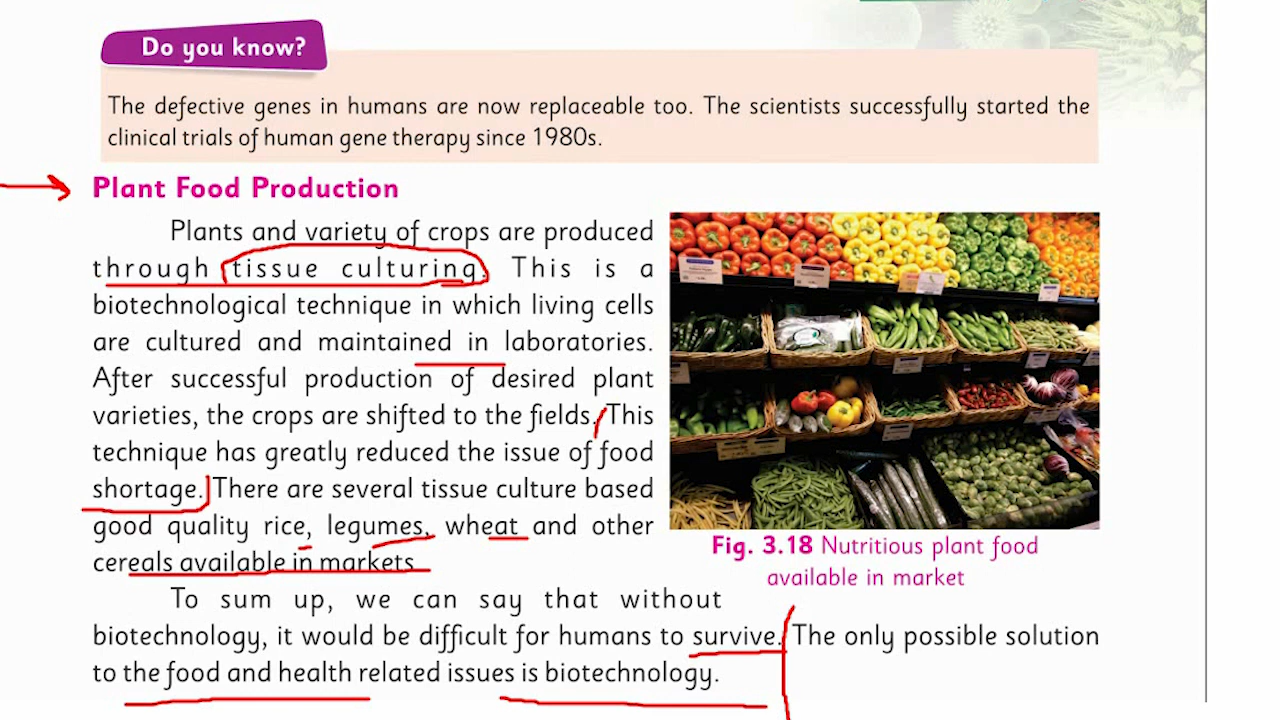 Do you know?
The defective genes in humans are now replaceable too. The scientists successfully started the
clinical trials of human gene therapy since 1980s.
Plant Food Production
Plants and variety of crops are produced
through tissue culturing. This is a
biotechnological technique in which living cells
are cultured and maintained in laboratories.
After successful production of desired plant
varieties, the crops are shifted to the fields. This
technique has greatly reduced the issue of food
shortage. There are several tissue culture based
good quality rice, legumes, wheat and other
cereals available in markets
Fig. 3.18 Nutritious plant food
available in market
To sum up, we can say that without
biotechnology, it would be difficult for humans to survive. The only possible solution
to the food and health related issues is biotechnology.